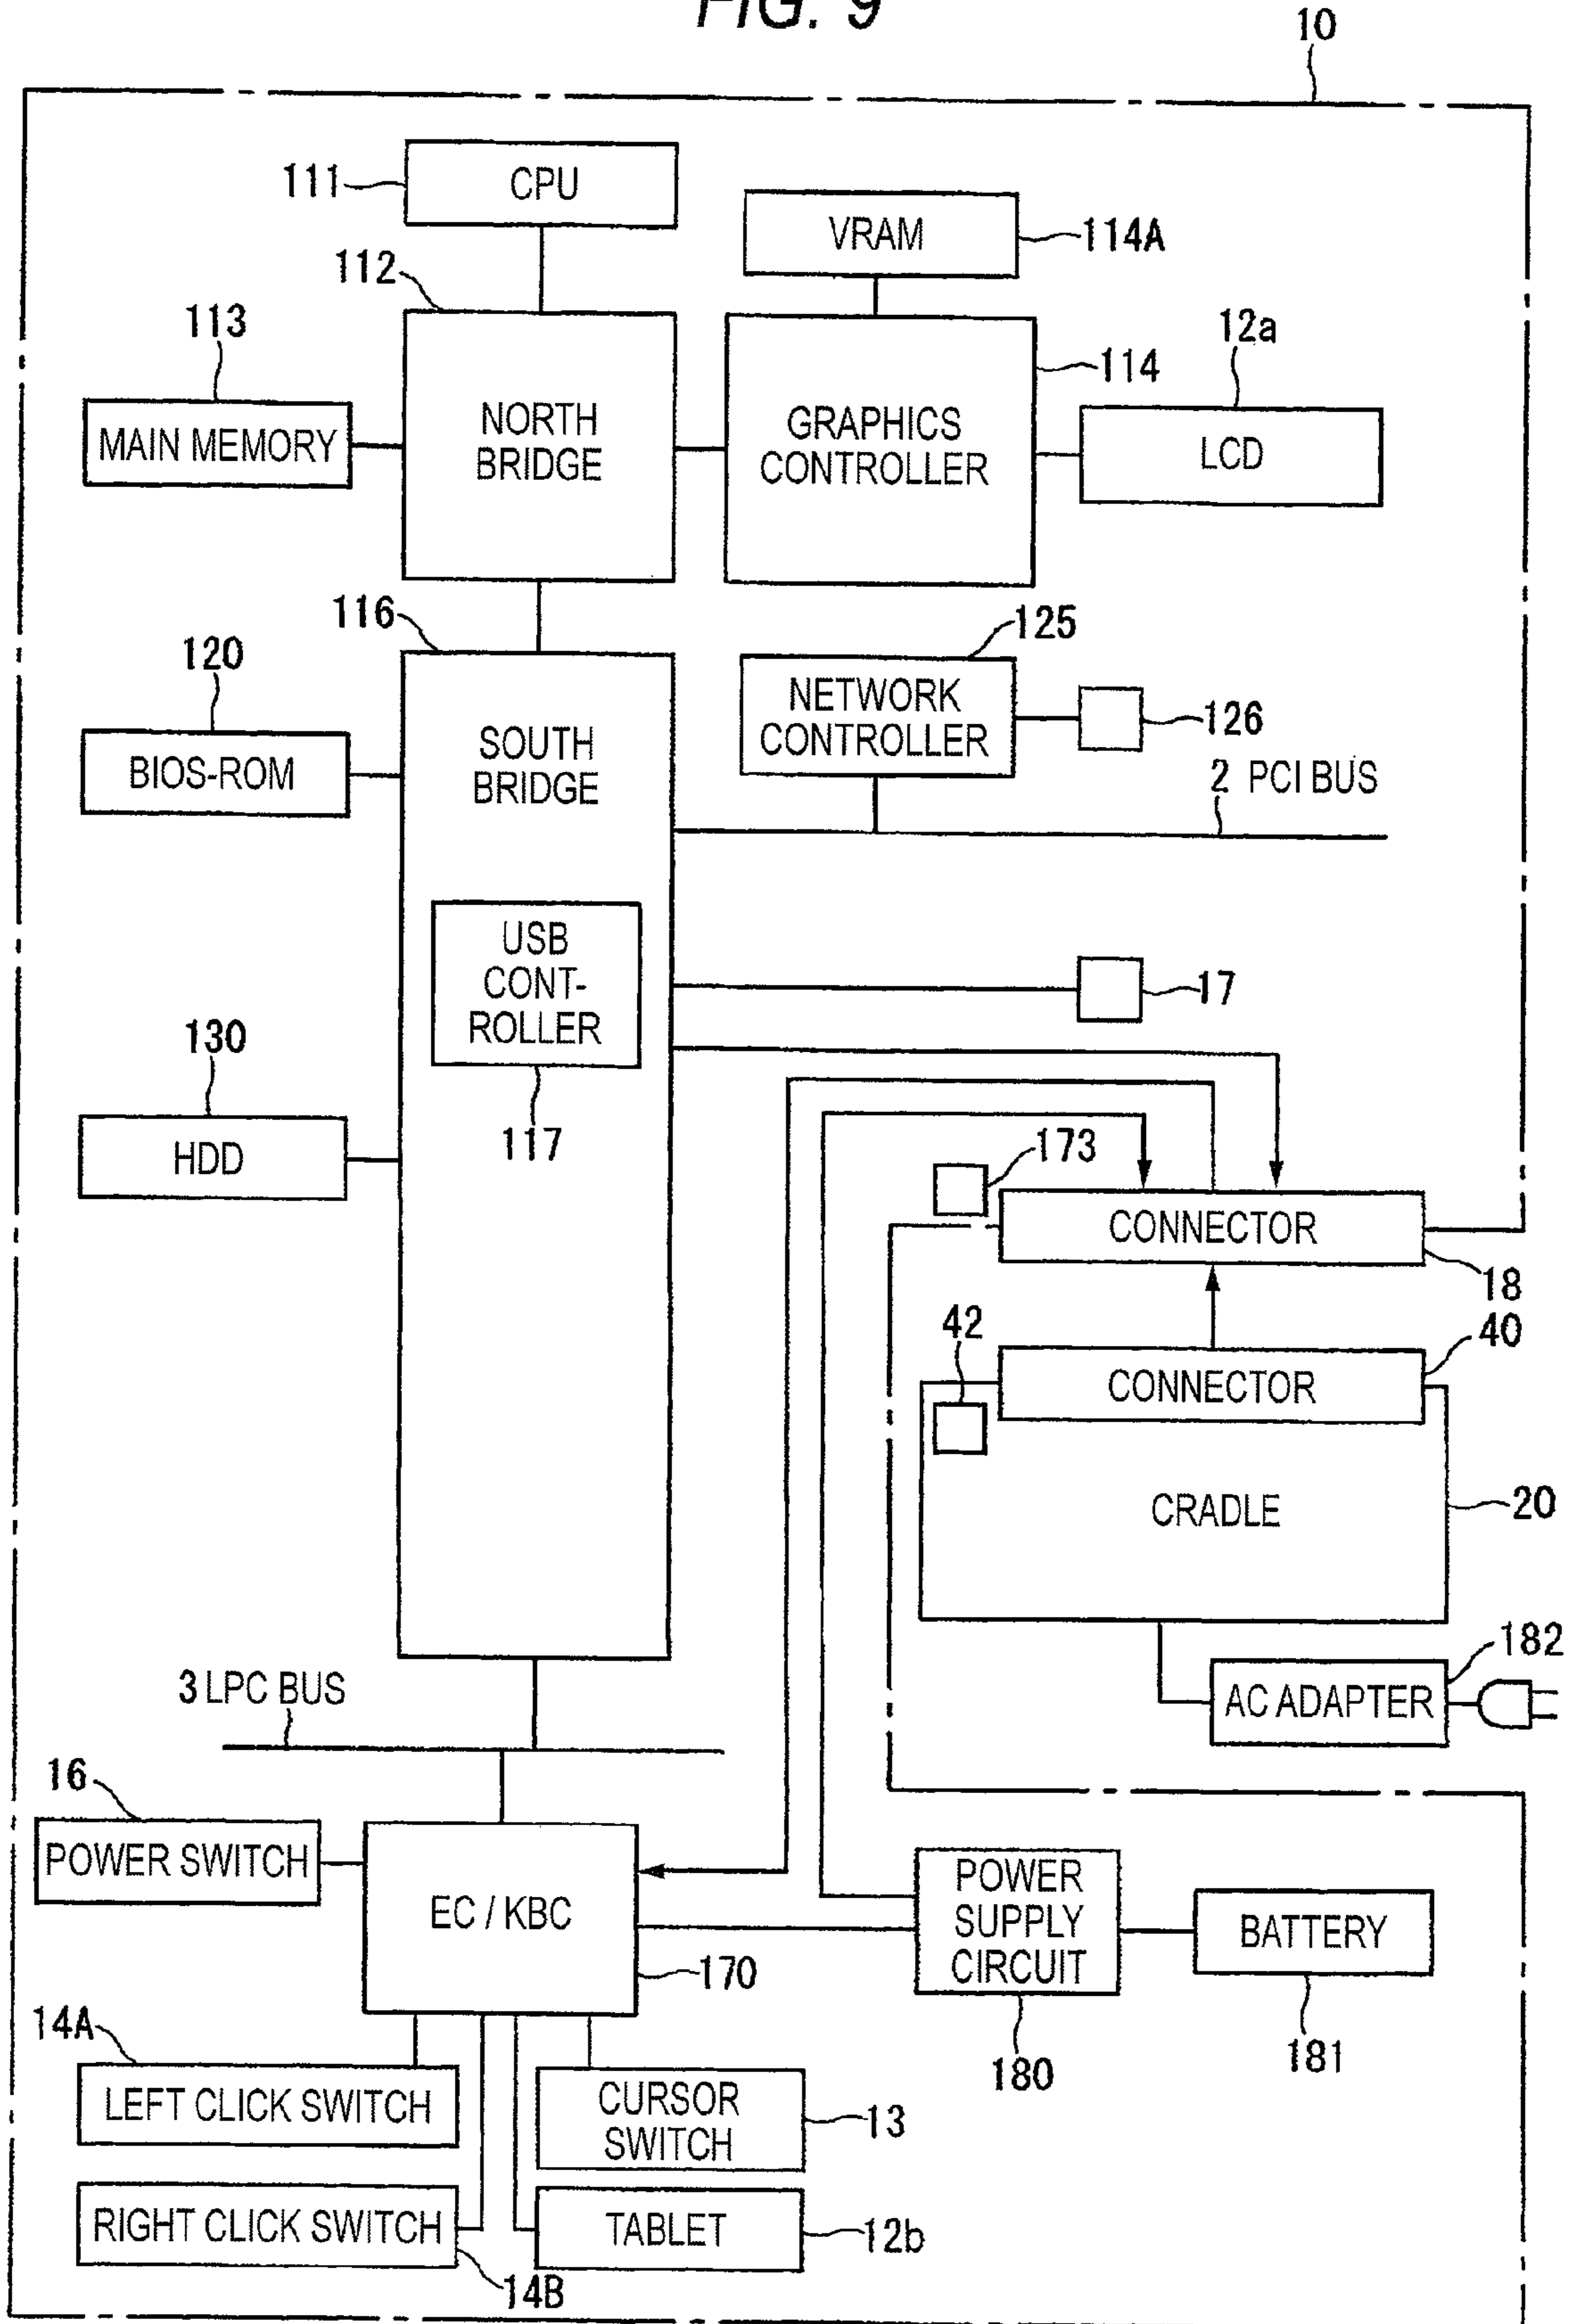 FIG. 9
10
111
CPU
VRAM
114A
112
113
12a
114
MAIN MEMORY
NORTH
BRIDGE
GRAPHICS
CONTROLLER
LCD
116
125
120
NETWORK
CONTROLLER
126
SOUTH
BRIDGE
BIOS-ROM
2 PCI BUS
USB
CONT-
ROLLER
17
130
117
173
HDD
CONNECTOR
18
42
40
CONNECTOR
CRADLE
20
182
3 LPC BUS
AC ADAPTER
16
POWER SWITCH
EC / KBC
POWER
SUPPLY
CIRCUIT
BATTERY
170
14A
180
181
LEFT CLICK SWITCH
CURSOR
SWITCH
13
RIGHT CLICK SWITCH
TABLET
12b
14B